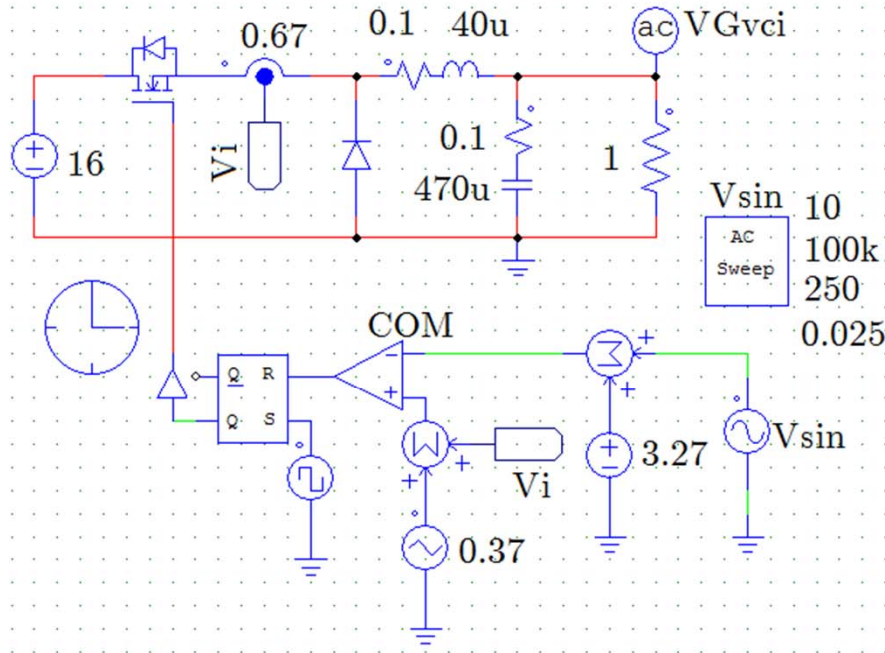 0.67
0.1 40u
ac VGvci
16
Vi
0.1
470u
1
Vsin
AC
Sweep
10
100k
250
0.025
COM
Q R
Q S
Vi
0.37
3.27
Vsin